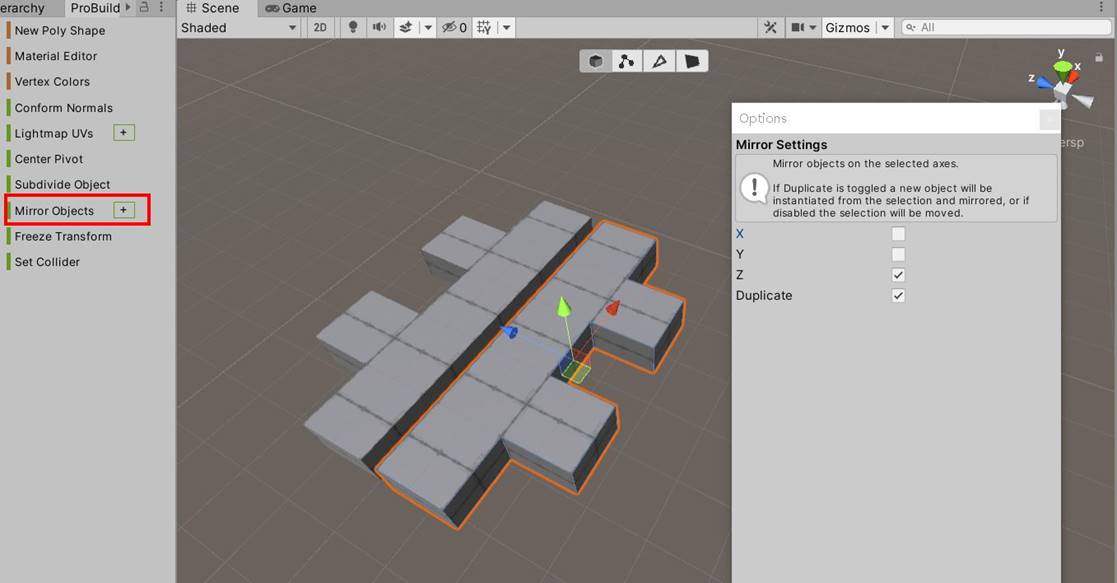 erarchy
ProBuild
Scene
Game
Shaded
2D
0
Gizmos
All
New Poly Shape
Material Editor
Vertex Colors
Conform Normals
Lightmap UVs +
Center Pivot
Subdivide Object
Mirror Objects +
Freeze Transform
Set Collider
y
x
z
ersp
Options
Mirror Settings
Mirror objects on the selected axes.
If Duplicate is toggled a new object will be
instantiated from the selection and mirrored, or if
disabled the selection will be moved.
X
Y
Z
Duplicate